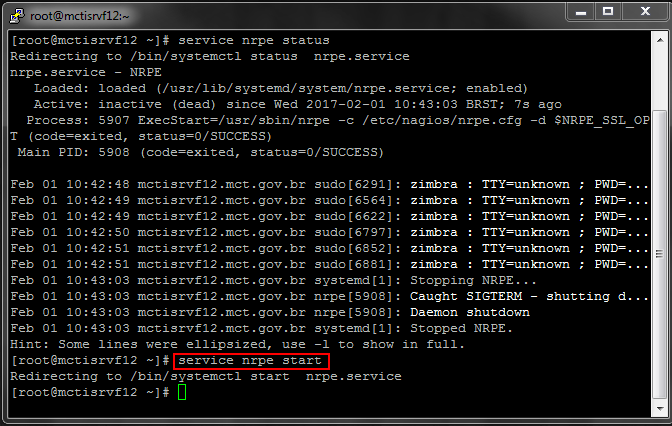 root@mctisrvf12:~
[root@mctisrvf12 ~]# service nrpe status
Redirecting to /bin/systemctl status  nrpe.service
nrpe.service - NRPE
   Loaded: loaded (/usr/lib/systemd/system/nrpe.service; enabled)
   Active: inactive (dead) since Wed 2017-02-01 10:43:03 BRST; 7s ago
  Process: 5907 ExecStart=/usr/sbin/nrpe -c /etc/nagios/nrpe.cfg -d $NRPE_SSL_OP
T (code=exited, status=0/SUCCESS)
 Main PID: 5908 (code=exited, status=0/SUCCESS)
Feb 01 10:42:48 mctisrvf12.mct.gov.br sudo[6291]: zimbra : TTY=unknown ; PWD=...
Feb 01 10:42:49 mctisrvf12.mct.gov.br sudo[6564]: zimbra : TTY=unknown ; PWD=...
Feb 01 10:42:49 mctisrvf12.mct.gov.br sudo[6622]: zimbra : TTY=unknown ; PWD=...
Feb 01 10:42:50 mctisrvf12.mct.gov.br sudo[6797]: zimbra : TTY=unknown ; PWD=...
Feb 01 10:42:51 mctisrvf12.mct.gov.br sudo[6852]: zimbra : TTY=unknown ; PWD=...
Feb 01 10:42:51 mctisrvf12.mct.gov.br sudo[6881]: zimbra : TTY=unknown ; PWD=...
Feb 01 10:43:03 mctisrvf12.mct.gov.br systemd[1]: Stopping NRPE...
Feb 01 10:43:03 mctisrvf12.mct.gov.br nrpe[5908]: Caught SIGTERM - shutting d...
Feb 01 10:43:03 mctisrvf12.mct.gov.br nrpe[5908]: Daemon shutdown
Feb 01 10:43:03 mctisrvf12.mct.gov.br systemd[1]: Stopped NRPE.
Hint: Some lines were ellipsized, use -l to show in full.
[root@mctisrvf12 ~]# service nrpe start
Redirecting to /bin/systemctl start  nrpe.service
[root@mctisrvf12 ~]#